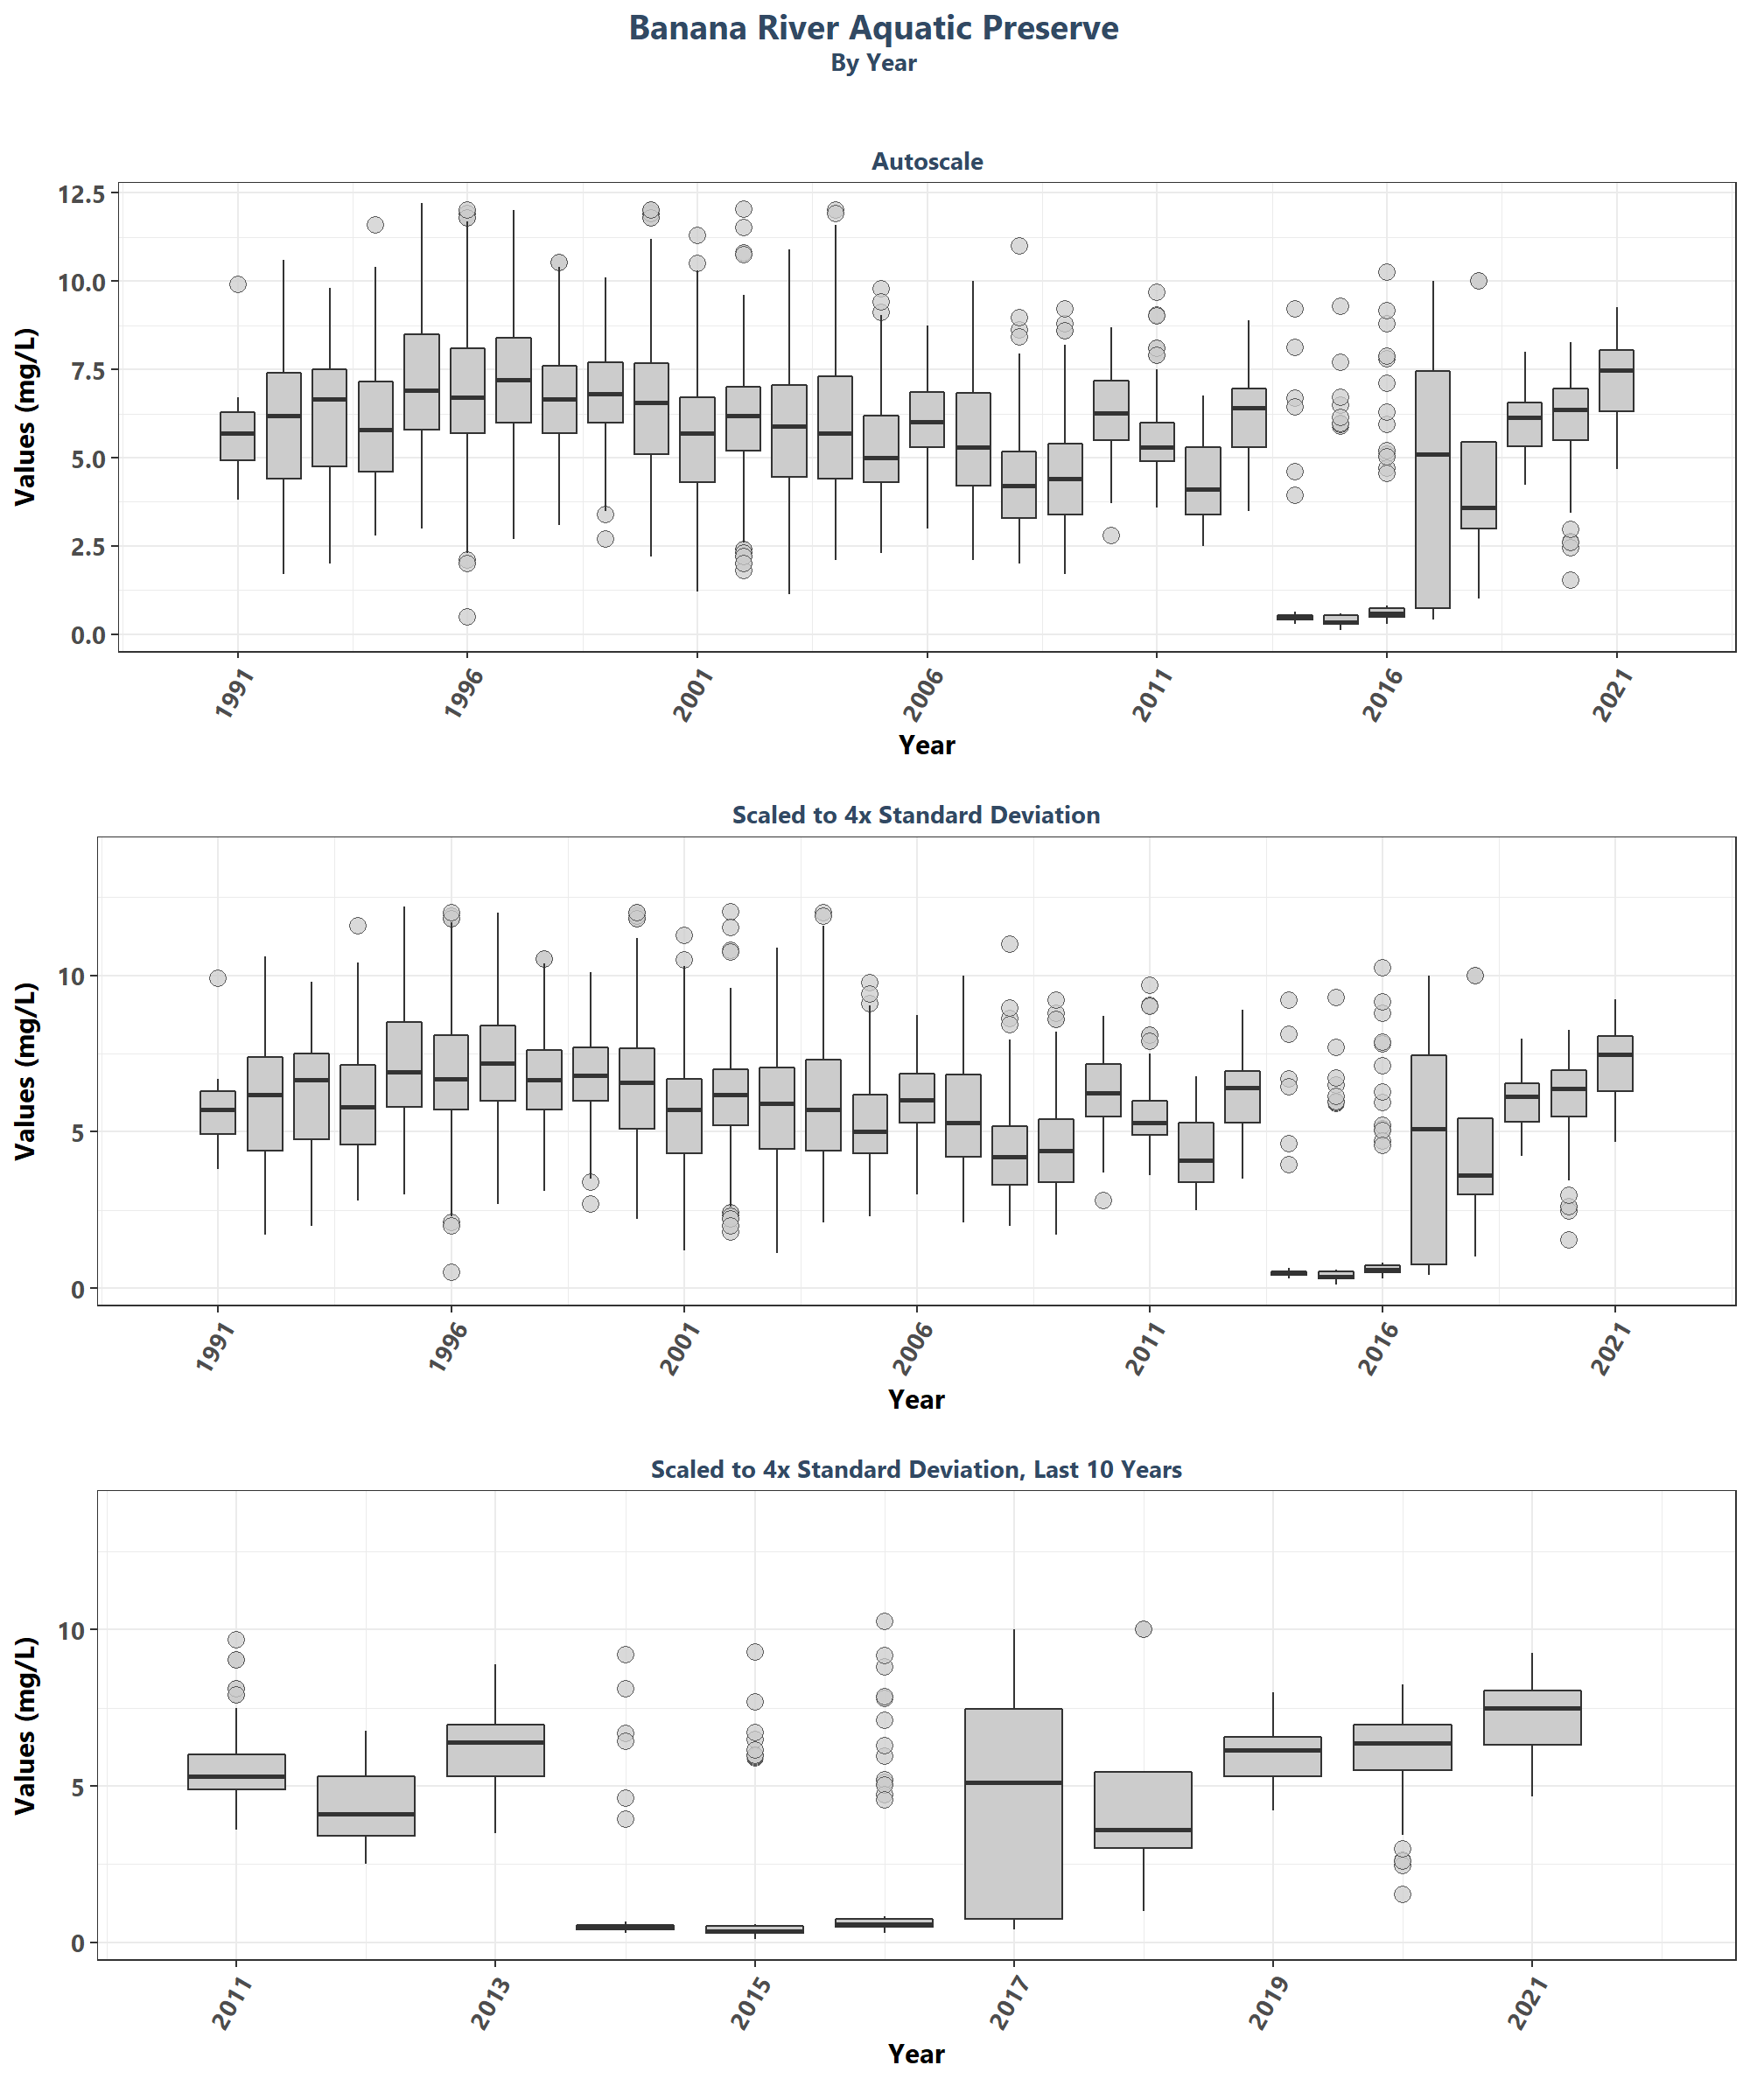 Banana River Aquatic Preserve
By Year
Autoscale
Values (mg/L)
12.5
10.0
7.5
5.0
2.5
0.0
1991 1996 2001 2006 2011 2016 2021
Year
Scaled to 4x Standard Deviation
Values (mg/L)
10
5
0
1991 1996 2001 2006 2011 2016 2021
Year
Scaled to 4x Standard Deviation, Last 10 Years
Values (mg/L)
10
5
0
2011 2013 2015 2017 2019 2021
Year